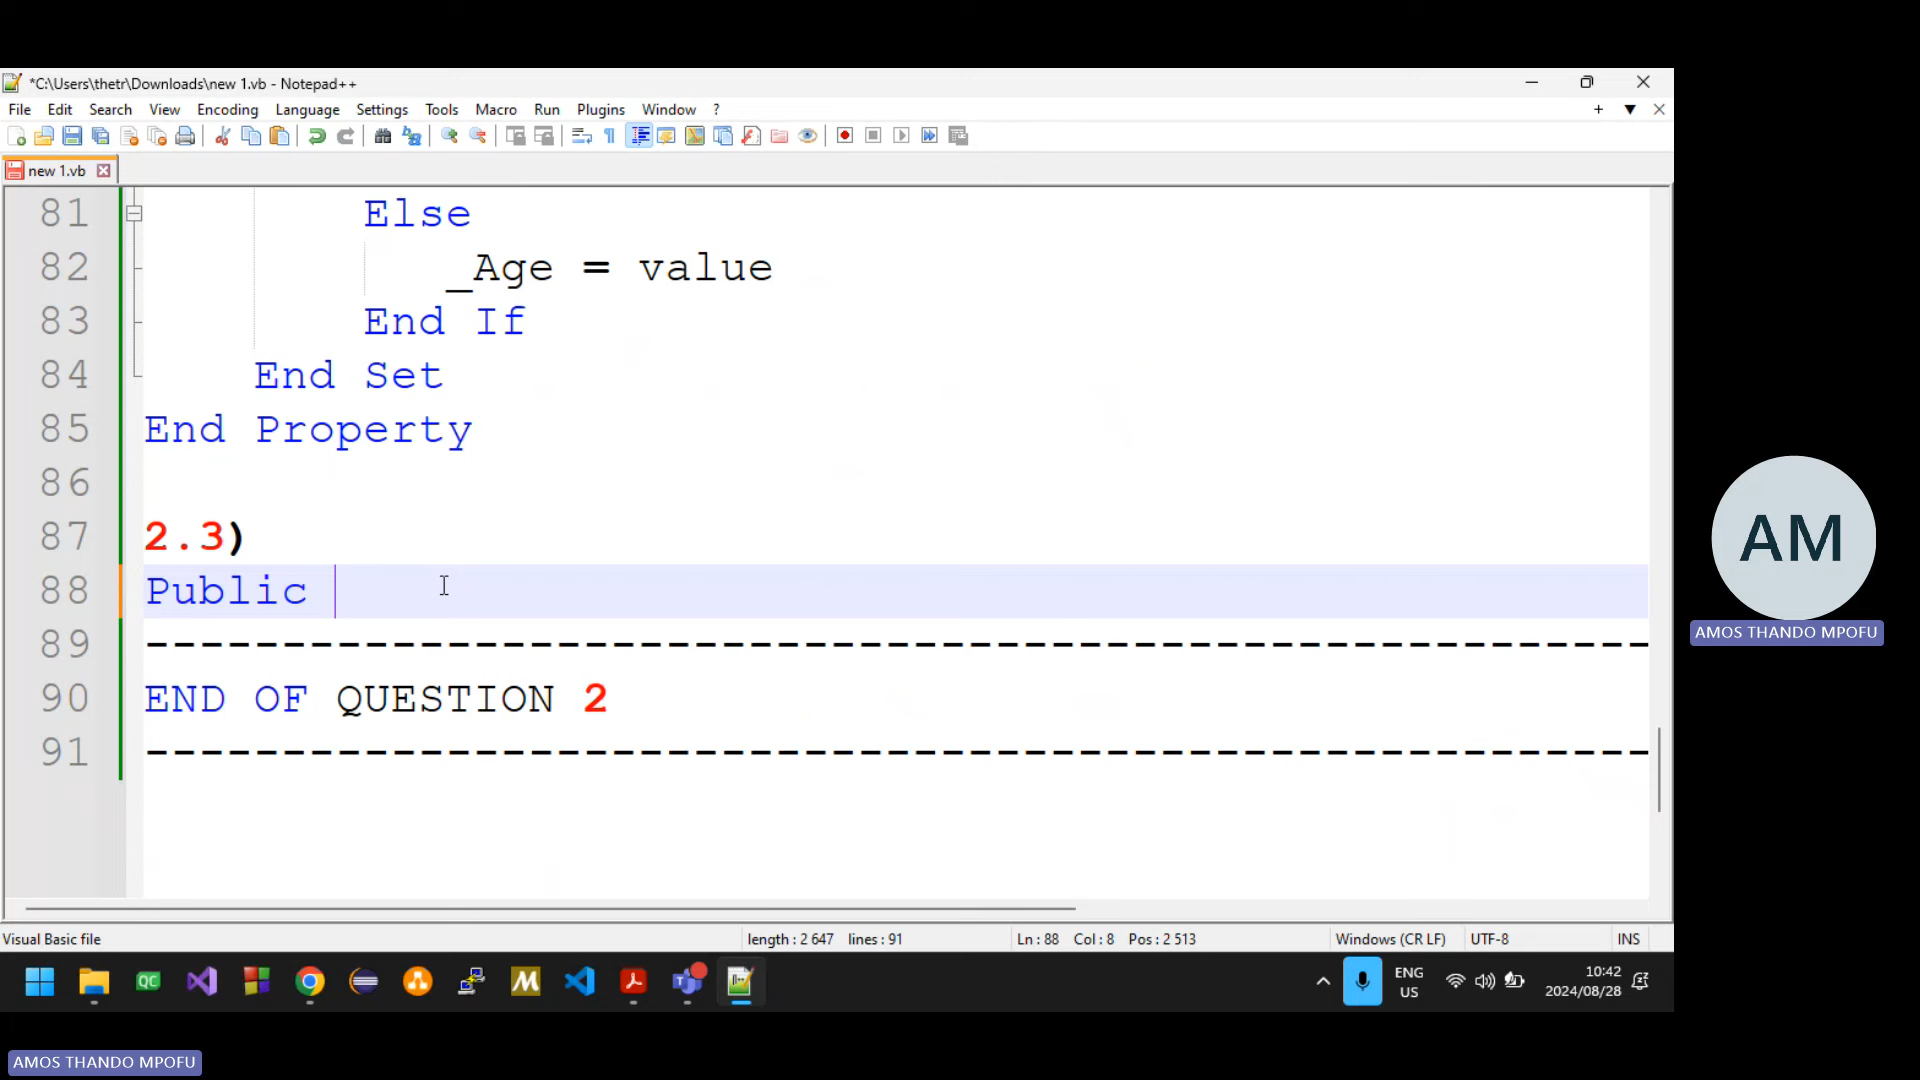 *C:\Users\thetr\Downloads\new 1.vb - Notepad++
File Edit Search View Encoding Language Settings Tools Macro Run Plugins Window ?
new 1.vb
81 Else
82 _Age = value
83 End If
84 End Set
85 End Property
86
87 2.3)
88 Public
89 -------------------------------------------------------
90 END OF QUESTION 2
91 -------------------------------------------------------
AM
AMOS THANDO MPOFU
Visual Basic file length : 2 647 lines : 91 Ln : 88 Col : 8 Pos : 2 513 Windows (CR LF) UTF-8 INS
QC
ENG
US
10:42
2024/08/28
AMOS THANDO MPOFU